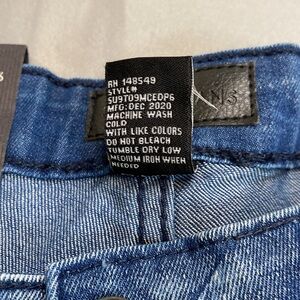 RN 148549
STYLE#
SU9T09MCEDP6
MFG:DEC 2020
MACHINE WASH
COLD
WITH LIKE COLORS
DO NOT BLEACH
TUMBLE DRY LOW
MEDIUM IRON WHEN
NEEDED